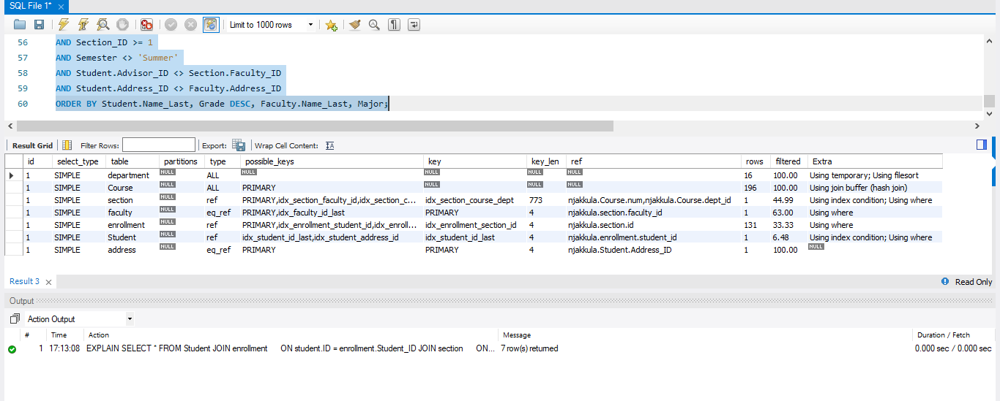 SQL File 1*
Limit to 1000 rows
56 AND Section_ID >= 1
57 AND Semester <> 'Summer'
58 AND Student.Advisor_ID <> Section.Faculty_ID
59 AND Student.Address_ID <> Faculty.Address_ID
60 ORDER BY Student.Name_Last, Grade DESC, Faculty.Name_Last, Major;
Result Grid Filter Rows: Export: Wrap Cell Content:
id select_type table partitions type possible_keys key key_len ref rows filtered Extra
1 SIMPLE department NULL ALL NULL NULL NULL NULL 16 100.00 Using temporary; Using filesort
1 SIMPLE Course NULL ALL PRIMARY NULL NULL NULL 196 100.00 Using join buffer (hash join)
1 SIMPLE section NULL ref PRIMARY,idx_section_faculty_id,idx_section_c... idx_section_course_dept 773 njakkula.Course.num,njakkula.Course.dept_id 1 44.99 Using index condition; Using where
1 SIMPLE faculty NULL eq_ref PRIMARY,idx_faculty_id_last PRIMARY 4 njakkula.section.faculty_id 1 63.00 Using where
1 SIMPLE enrollment NULL ref PRIMARY,idx_enrollment_student_id,idx_enroll... idx_enrollment_section_id 4 njakkula.section.id 131 33.33 Using where
1 SIMPLE Student NULL ref idx_student_id_last,idx_student_address_id idx_student_id_last 4 njakkula.enrollment.student_id 1 6.48 Using index condition; Using where
1 SIMPLE address NULL eq_ref PRIMARY PRIMARY 4 njakkula.Student.Address_ID 1 100.00 NULL
Result 3 Read Only
Output
Action Output
# Time Action Message Duration / Fetch
1 17:13:08 EXPLAIN SELECT * FROM Student JOIN enrollment ON student.ID = enrollment.Student_ID JOIN section ON... 7 row(s) returned 0.000 sec / 0.000 sec